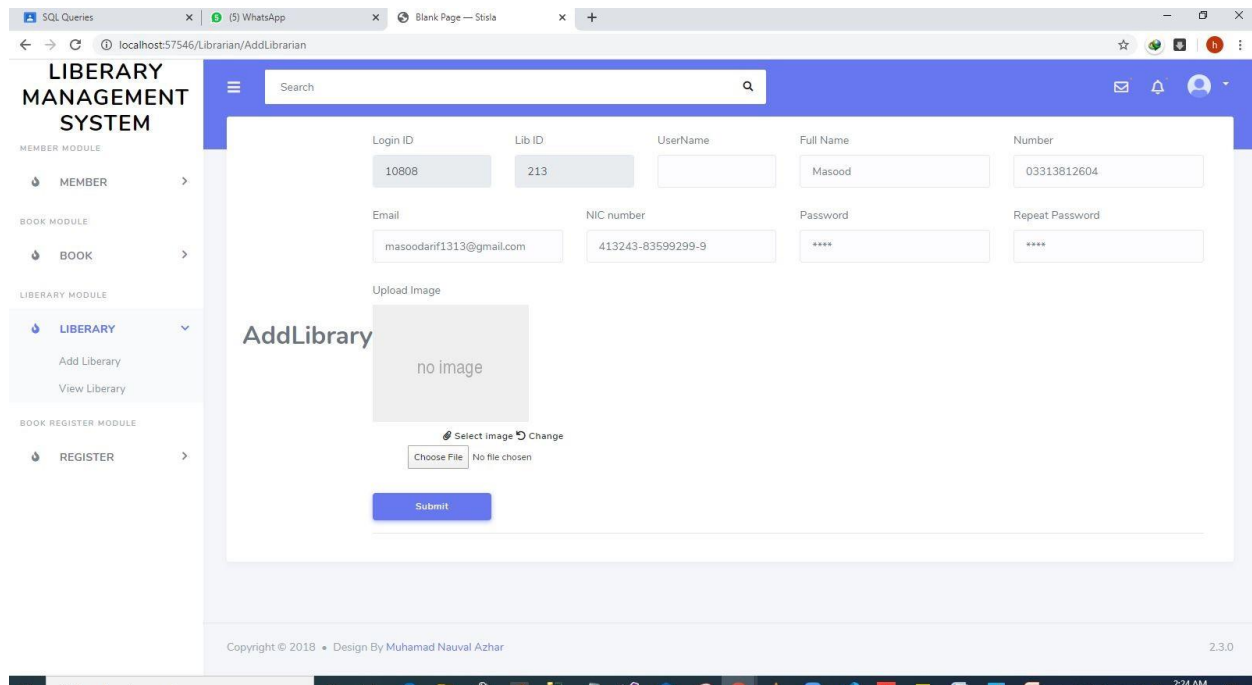 SQL Queries
(5) WhatsApp
Blank Page — Stisla
localhost:57546/Librarian/AddLibrarian
h
LIBERARY
MANAGEMENT
SYSTEM
MEMBER MODULE
MEMBER
BOOK MODULE
BOOK
LIBERARY MODULE
LIBERARY
Add Liberary
View Liberary
BOOK REGISTER MODULE
REGISTER
Search
Login ID Lib ID UserName Full Name Number
10808 213 Masood 03313812604
Email NIC number Password Repeat Password
masoodarif1313@gmail.com 413243-83599299-9 **** ****
Upload Image
AddLibrary
no image
Select image Change
Choose File No file chosen
Submit
Copyright © 2018 • Design By Muhamad Nauval Azhar 2.3.0
2:24 AM